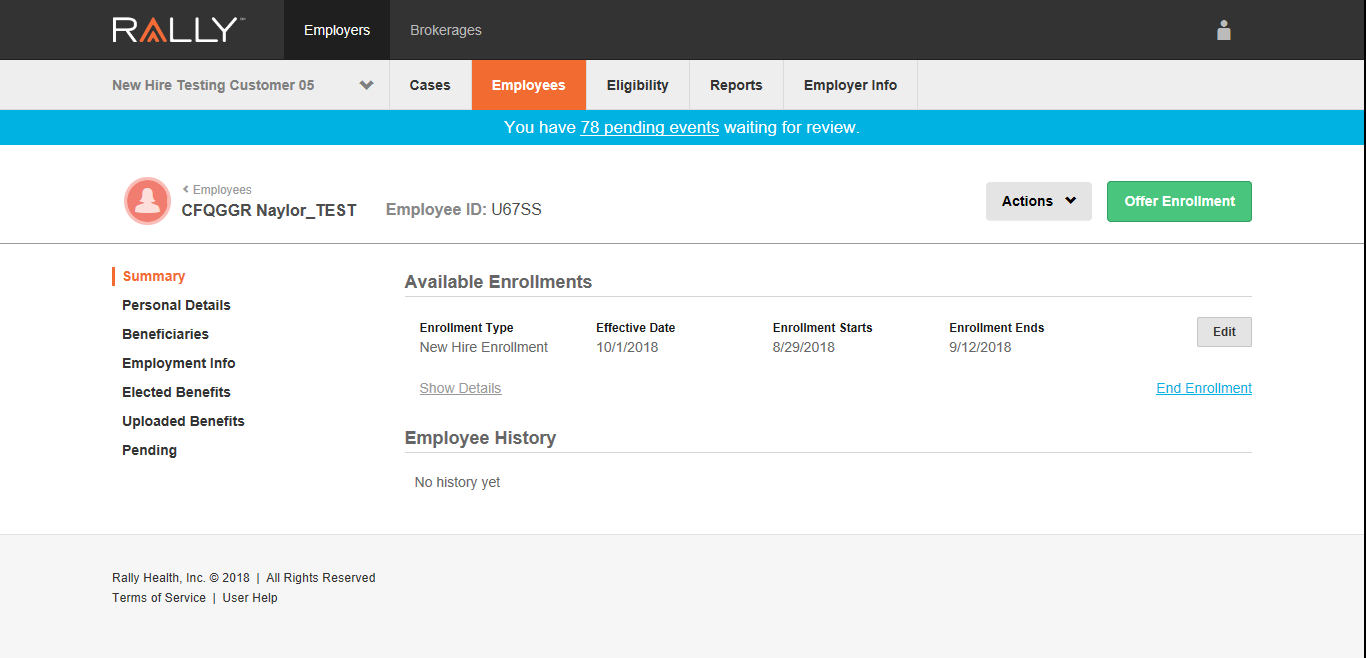 RALLY™ Employers Brokerages
New Hire Testing Customer 05 Cases Employees Eligibility Reports Employer Info
You have 78 pending events waiting for review.
< Employees
CFQGGR Naylor_TEST Employee ID: U67SS Actions Offer Enrollment
Summary
Personal Details
Beneficiaries
Employment Info
Elected Benefits
Uploaded Benefits
Pending
Available Enrollments
Enrollment Type Effective Date Enrollment Starts Enrollment Ends Edit
New Hire Enrollment 10/1/2018 8/29/2018 9/12/2018
Show Details End Enrollment
Employee History
No history yet
Rally Health, Inc. © 2018 | All Rights Reserved
Terms of Service | User Help